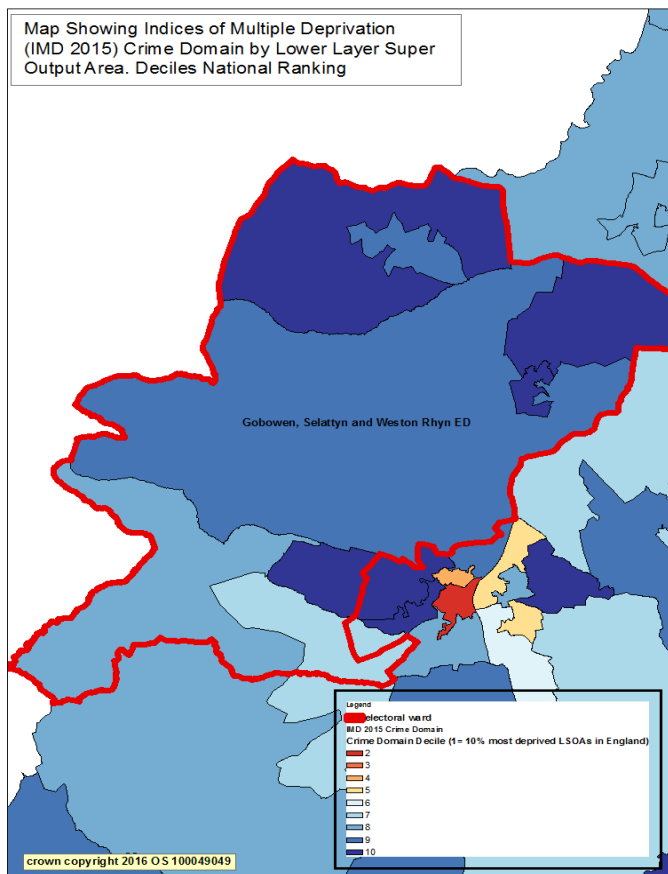 Map Showing Indices of Multiple Deprivation
(IMD 2015) Crime Domain by Lower Layer Super
Output Area. Deciles National Ranking
Gobowen, Selattyn and Weston Rhyn ED
Legend
electoral ward
IMD 2015 Crime Domain
Crime Domain Decile (1= 10% most deprived LSOAs in England)
2
3
4
5
6
7
8
9
10
crown copyright 2016 OS 100049049